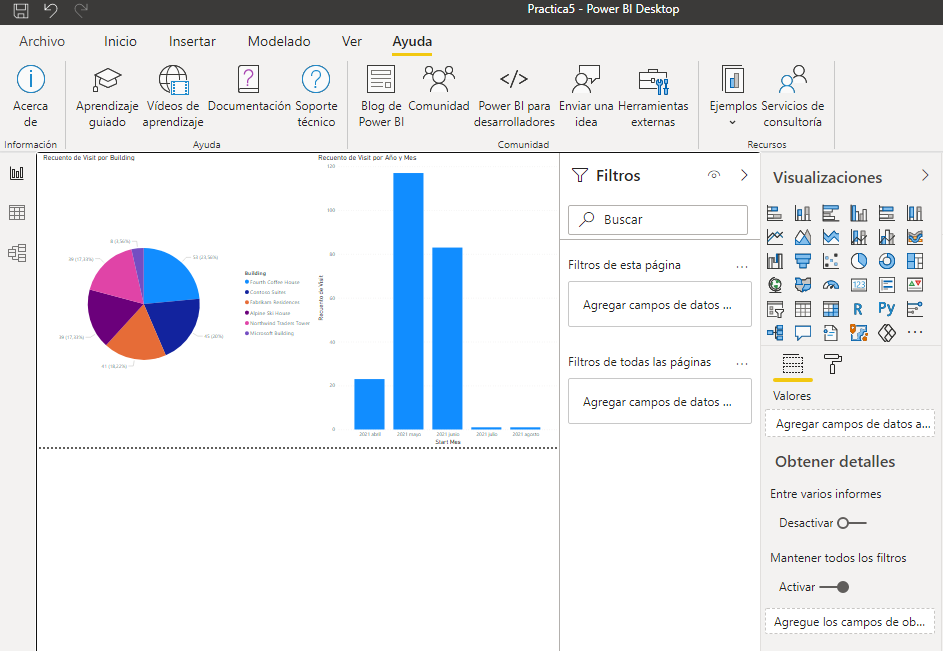 Practica5 - Power BI Desktop
Archivo Inicio Insertar Modelado Ver Ayuda
Acerca de
Aprendizaje guiado
Vídeos de aprendizaje
Documentación
Soporte técnico
Blog de Power BI
Comunidad
Power BI para desarrolladores
Enviar una idea
Herramientas externas
Ejemplos
Servicios de consultoría
Información Ayuda Comunidad Recursos
Recuento de Visit por Building
8 (3,56%)
39 (17,33%)
53 (23,56%)
39 (17,33%)
45 (20%)
41 (18,22%)
Building
Fourth Coffee House
Contoso Suites
Fabrikam Residences
Alpine Ski House
Northwind Traders Tower
Microsoft Building
Recuento de Visit por Año y Mes
120
100
80
60
40
20
0
Recuento de Visit
2021 abril 2021 mayo 2021 junio 2021 julio 2021 agosto
Start Mes
Filtros
Buscar
Filtros de esta página ...
Agregar campos de datos ...
Filtros de todas las páginas ...
Agregar campos de datos ...
Visualizaciones
123
R
Py
...
Valores
Agregar campos de datos a...
Obtener detalles
Entre varios informes
Desactivar
Mantener todos los filtros
Activar
Agregue los campos de ob...